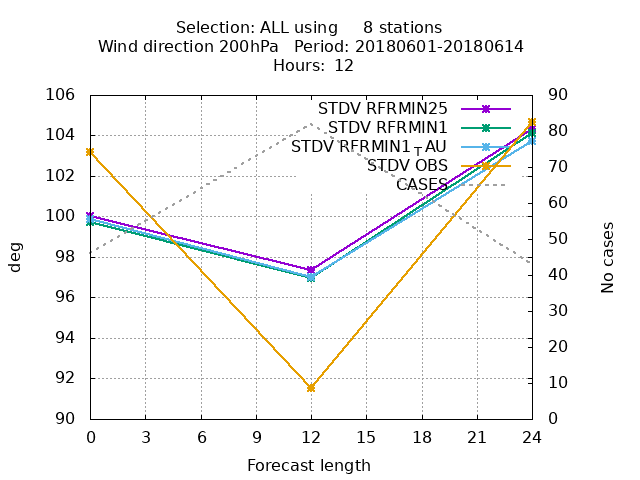 Selection: ALL using 8 stations
Wind direction 200hPa Period: 20180601-20180614
Hours: 12
106
104
102
100
98
96
94
92
90
deg
90
80
70
60
50
40
30
20
10
0
No cases
STDV RFRMIN25
STDV RFRMIN1
STDV RFRMIN1TAU
STDV OBS
CASES
0 3 6 9 12 15 18 21 24
Forecast length